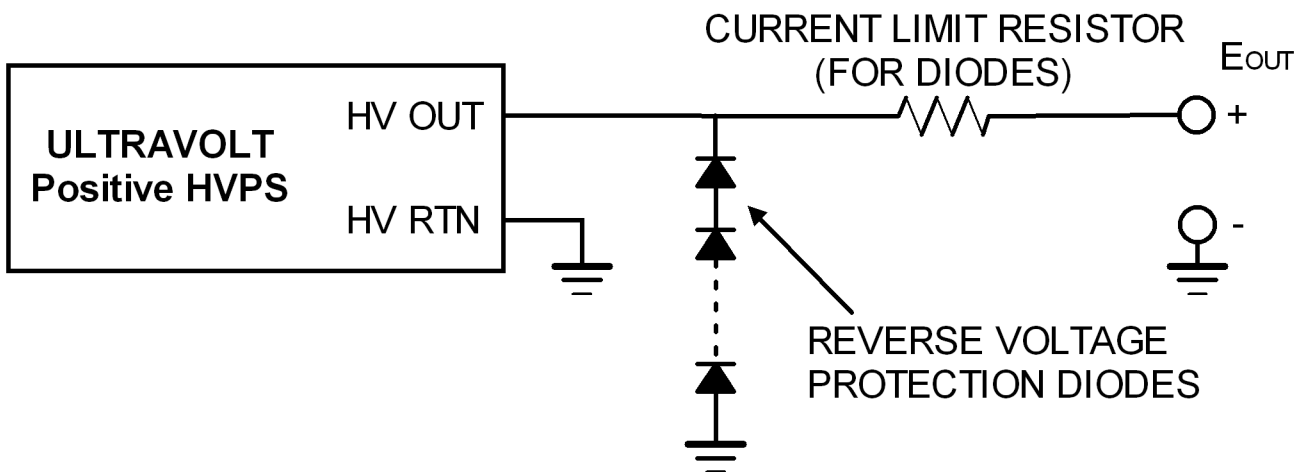 CURRENT LIMIT RESISTOR
(FOR DIODES)
EOUT
ULTRAVOLT
Positive HVPS
HV OUT
+
HV RTN
-
REVERSE VOLTAGE
PROTECTION DIODES